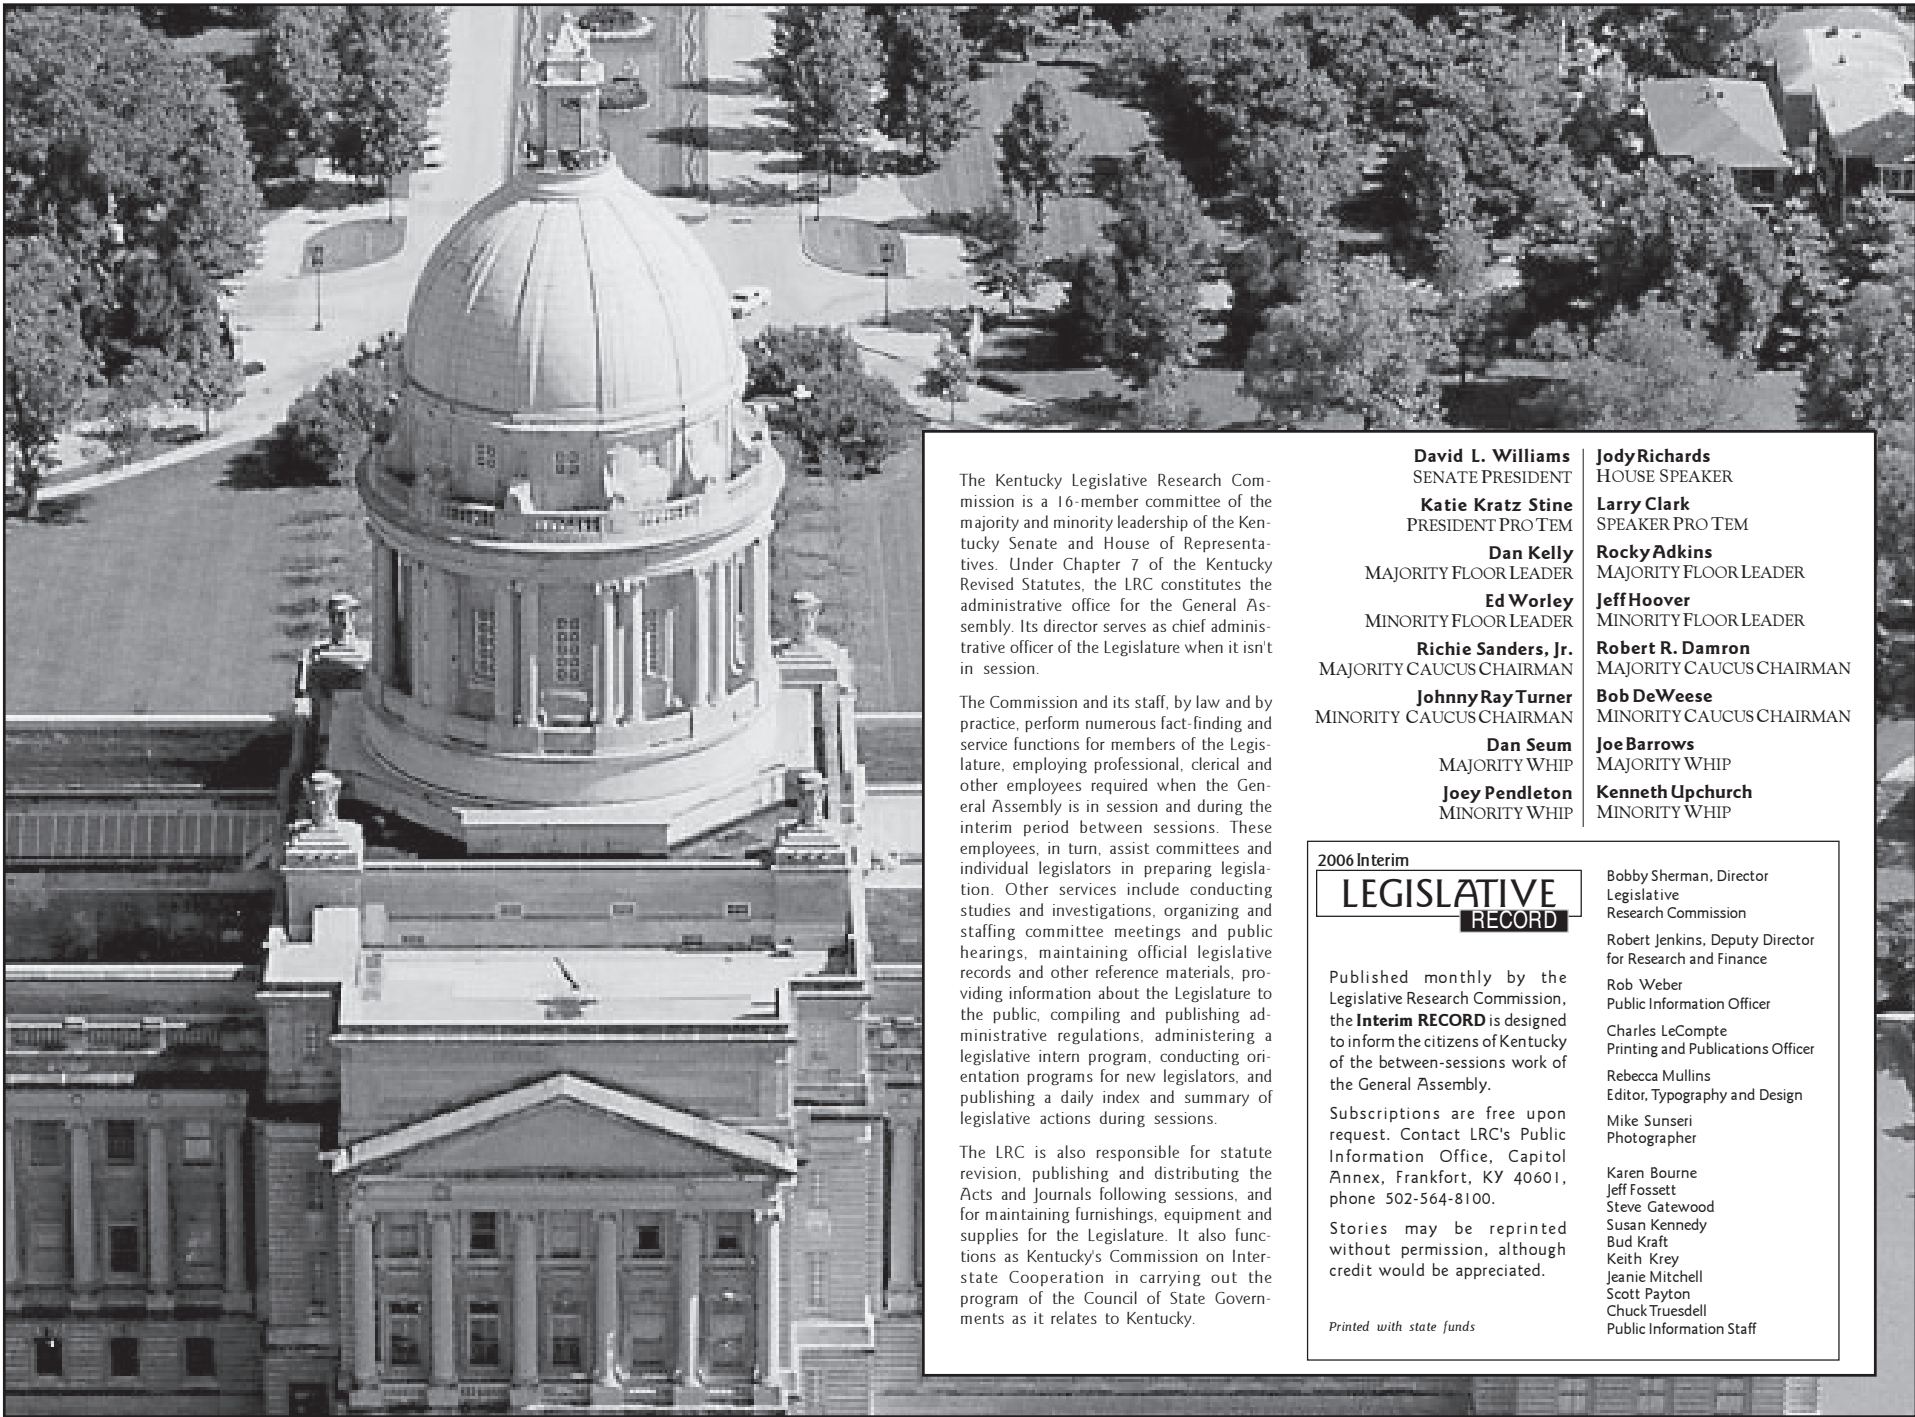 The Kentucky Legislative Research Com-
mission is a 16-member committee of the
majority and minority leadership of the Ken-
tucky Senate and House of Representa-
tives. Under Chapter 7 of the Kentucky
Revised Statutes, the LRC constitutes the
administrative office for the General As-
sembly. Its director serves as chief adminis-
trative officer of the Legislature when it isn't
in session.
The Commission and its staff, by law and by
practice, perform numerous fact-finding and
service functions for members of the Legis-
lature, employing professional, clerical and
other employees required when the Gen-
eral Assembly is in session and during the
interim period between sessions. These
employees, in turn, assist committees and
individual legislators in preparing legisla-
tion. Other services include conducting
studies and investigations, organizing and
staffing committee meetings and public
hearings, maintaining official legislative
records and other reference materials, pro-
viding information about the Legislature to
the public, compiling and publishing ad-
ministrative regulations, administering a
legislative intern program, conducting ori-
entation programs for new legislators, and
publishing a daily index and summary of
legislative actions during sessions.
The LRC is also responsible for statute
revision, publishing and distributing the
Acts and Journals following sessions, and
for maintaining furnishings, equipment and
supplies for the Legislature. It also func-
tions as Kentucky's Commission on Inter-
state Cooperation in carrying out the
program of the Council of State Govern-
ments as it relates to Kentucky.
David L. Williams
SENATE PRESIDENT
Katie Kratz Stine
PRESIDENT PRO TEM
Dan Kelly
MAJORITY FLOOR LEADER
Ed Worley
MINORITY FLOOR LEADER
Richie Sanders, Jr.
MAJORITY CAUCUS CHAIRMAN
Johnny Ray Turner
MINORITY CAUCUS CHAIRMAN
Dan Seum
MAJORITY WHIP
Joey Pendleton
MINORITY WHIP
Jody Richards
HOUSE SPEAKER
Larry Clark
SPEAKER PRO TEM
Rocky Adkins
MAJORITY FLOOR LEADER
Jeff Hoover
MINORITY FLOOR LEADER
Robert R. Damron
MAJORITY CAUCUS CHAIRMAN
Bob DeWeese
MINORITY CAUCUS CHAIRMAN
Joe Barrows
MAJORITY WHIP
Kenneth Upchurch
MINORITY WHIP
2006 Interim
LEGISLATIVE
RECORD
Published monthly by the
Legislative Research Commission,
the Interim RECORD is designed
to inform the citizens of Kentucky
of the between-sessions work of
the General Assembly.
Subscriptions are free upon
request. Contact LRC's Public
Information Office, Capitol
Annex, Frankfort, KY 40601,
phone 502-564-8100.
Stories may be reprinted
without permission, although
credit would be appreciated.
Printed with state funds
Bobby Sherman, Director
Legislative
Research Commission
Robert Jenkins, Deputy Director
for Research and Finance
Rob Weber
Public Information Officer
Charles LeCompte
Printing and Publications Officer
Rebecca Mullins
Editor, Typography and Design
Mike Sunseri
Photographer
Karen Bourne
Jeff Fossett
Steve Gatewood
Susan Kennedy
Bud Kraft
Keith Krey
Jeanie Mitchell
Scott Payton
Chuck Truesdell
Public Information Staff